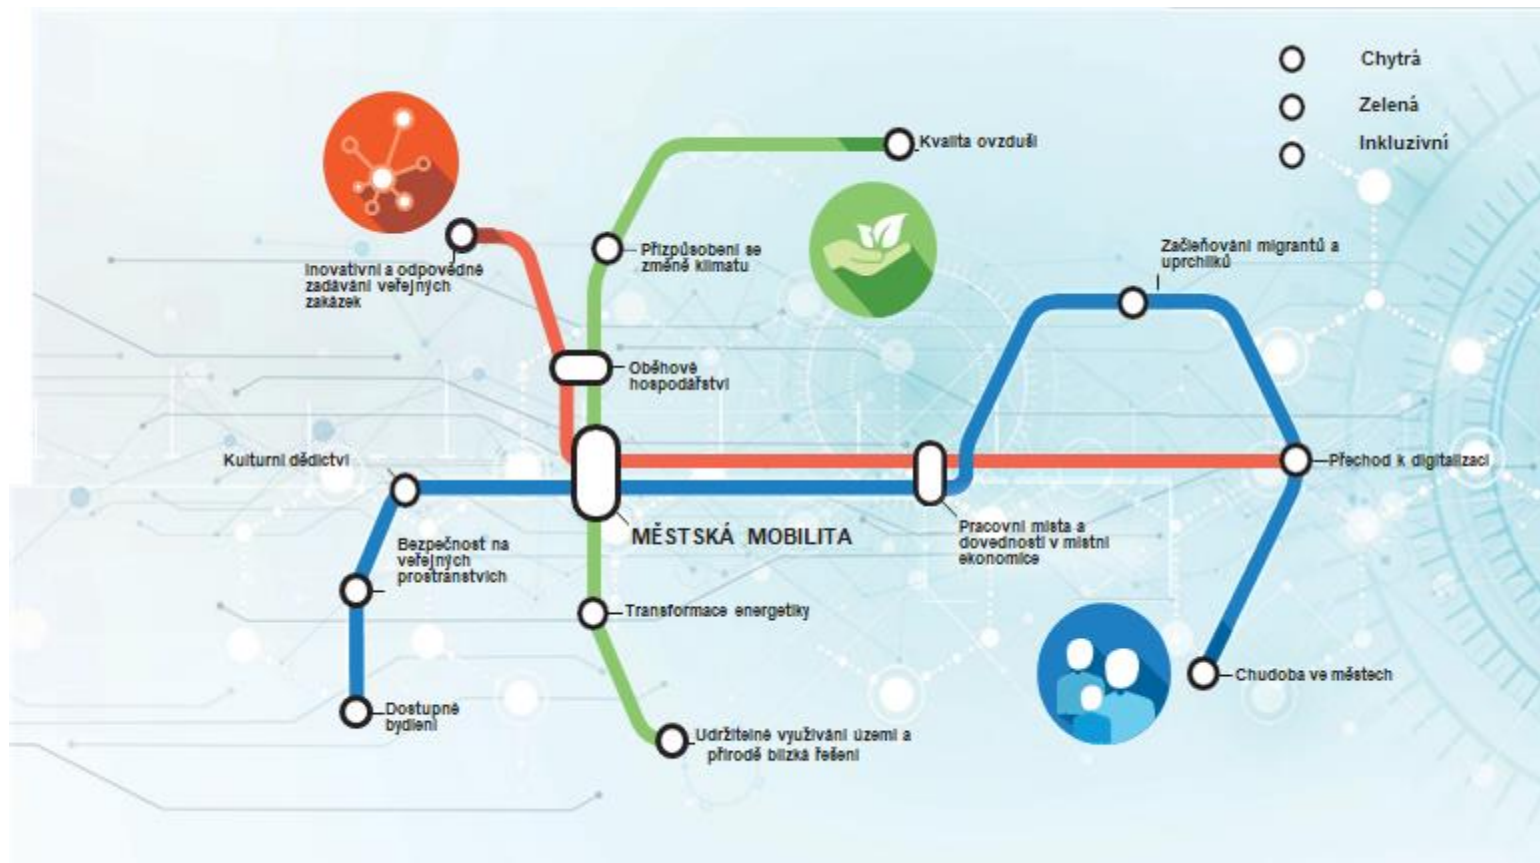 Chytrá
Zelená
Inkluzivní
Kvalita ovzduší
Přizpůsobení se
změně klimatu
Začleňování migrantů a
uprchlíků
Inovativní a odpovědné
zadávání veřejných
zakázek
Oběhové
hospodářství
Kulturní dědictví
Přechod k digitalizaci
MĚSTSKÁ MOBILITA
Pracovní místa a
dovednosti v místní
ekonomice
Bezpečnost na
veřejných
prostranstvích
Transformace energetiky
Chudoba ve městech
Dostupné
bydlení
Udržitelné využívání území a
přírodě blízká řešení